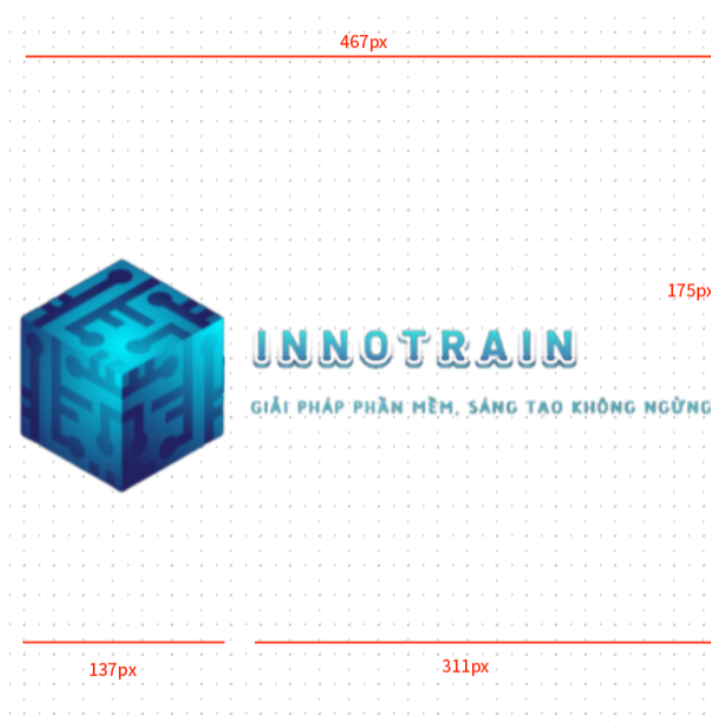 467px
175px
INNOTRAIN
GIẢI PHÁP PHẦN MỀM, SÁNG TẠO KHÔNG NGỪNG
137px
311px